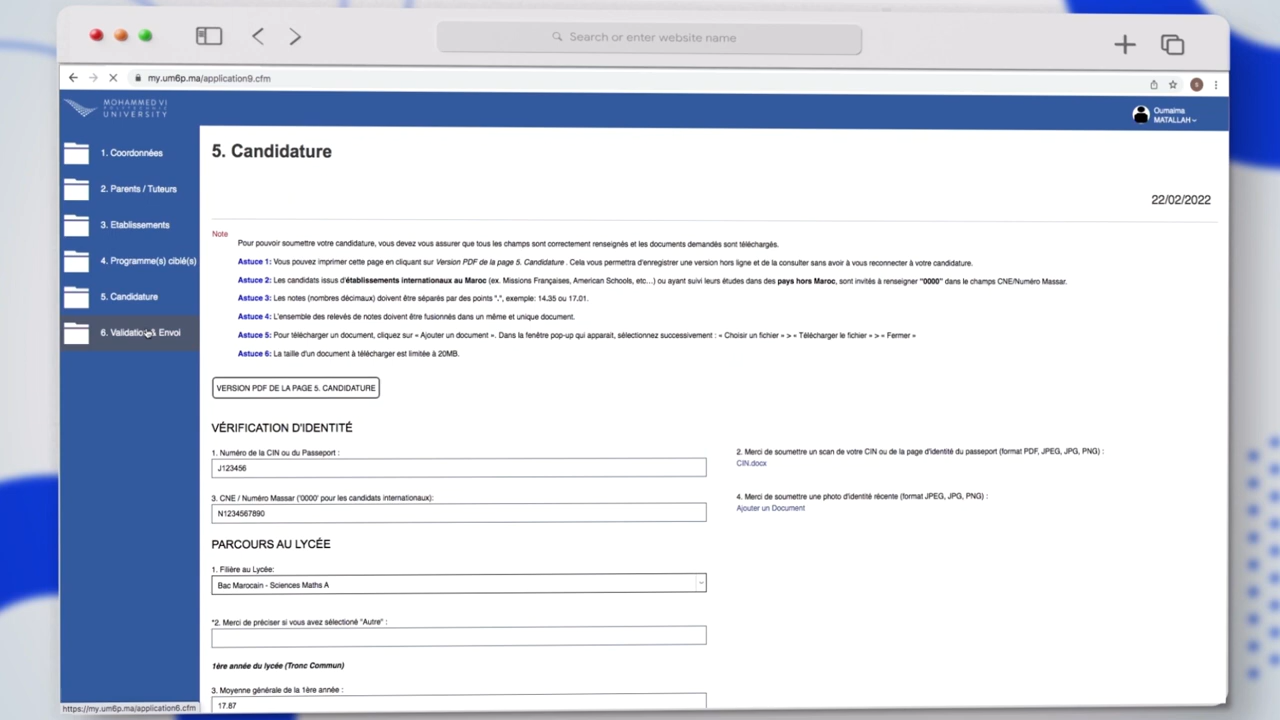 Search or enter website name
my.um6p.ma/application9.cfm
MOHAMMED VI
POLYTECHNIC
UNIVERSITY
Oumaima
MATALLAH
1. Coordonnées
2. Parents / Tuteurs
3. Etablissements
4. Programme(s) ciblé(s)
5. Candidature
6. Validation & Envoi
5. Candidature
22/02/2022
Note
Pour pouvoir soumettre votre candidature, vous devez vous assurer que tous les champs sont correctement renseignés et les documents demandés sont téléchargés.
Astuce 1: Vous pouvez imprimer cette page en cliquant sur Version PDF de la page 5. Candidature . Cela vous permettra d'enregistrer une version hors ligne et de la consulter sans avoir à vous reconnecter à votre candidature.
Astuce 2: Les candidats issus d'établissements internationaux au Maroc (ex. Missions Françaises, American Schools, etc...) ou ayant suivi leurs études dans des pays hors Maroc, sont invités à renseigner "0000" dans le champs CNE/Numéro Massar.
Astuce 3: Les notes (nombres décimaux) doivent être séparés par des points ".", exemple: 14.35 ou 17.01.
Astuce 4: L'ensemble des relevés de notes doivent être fusionnés dans un même et unique document.
Astuce 5: Pour télécharger un document, cliquez sur « Ajouter un document ». Dans la fenêtre pop-up qui apparait, sélectionnez successivement : « Choisir un fichier » > « Télécharger le fichier » > « Fermer »
Astuce 6: La taille d'un document à télécharger est limitée à 20MB.
VERSION PDF DE LA PAGE 5. CANDIDATURE
VÉRIFICATION D'IDENTITÉ
1. Numéro de la CIN ou du Passeport :
J123456
2. Merci de soumettre un scan de votre CIN ou de la page d'identité du passeport (format PDF, JPEG, JPG, PNG) :
CIN.docx
3. CNE / Numéro Massar ('0000' pour les candidats internationaux):
N1234567890
4. Merci de soumettre une photo d'identité récente (format JPEG, JPG, PNG) :
Ajouter un Document
PARCOURS AU LYCÉE
1. Filière au Lycée:
Bac Marocain - Sciences Maths A
*2. Merci de préciser si vous avez sélectioné "Autre" :
1ère année du lycée (Tronc Commun)
3. Moyenne générale de la 1ère année :
17.87
https://my.um6p.ma/application6.cfm